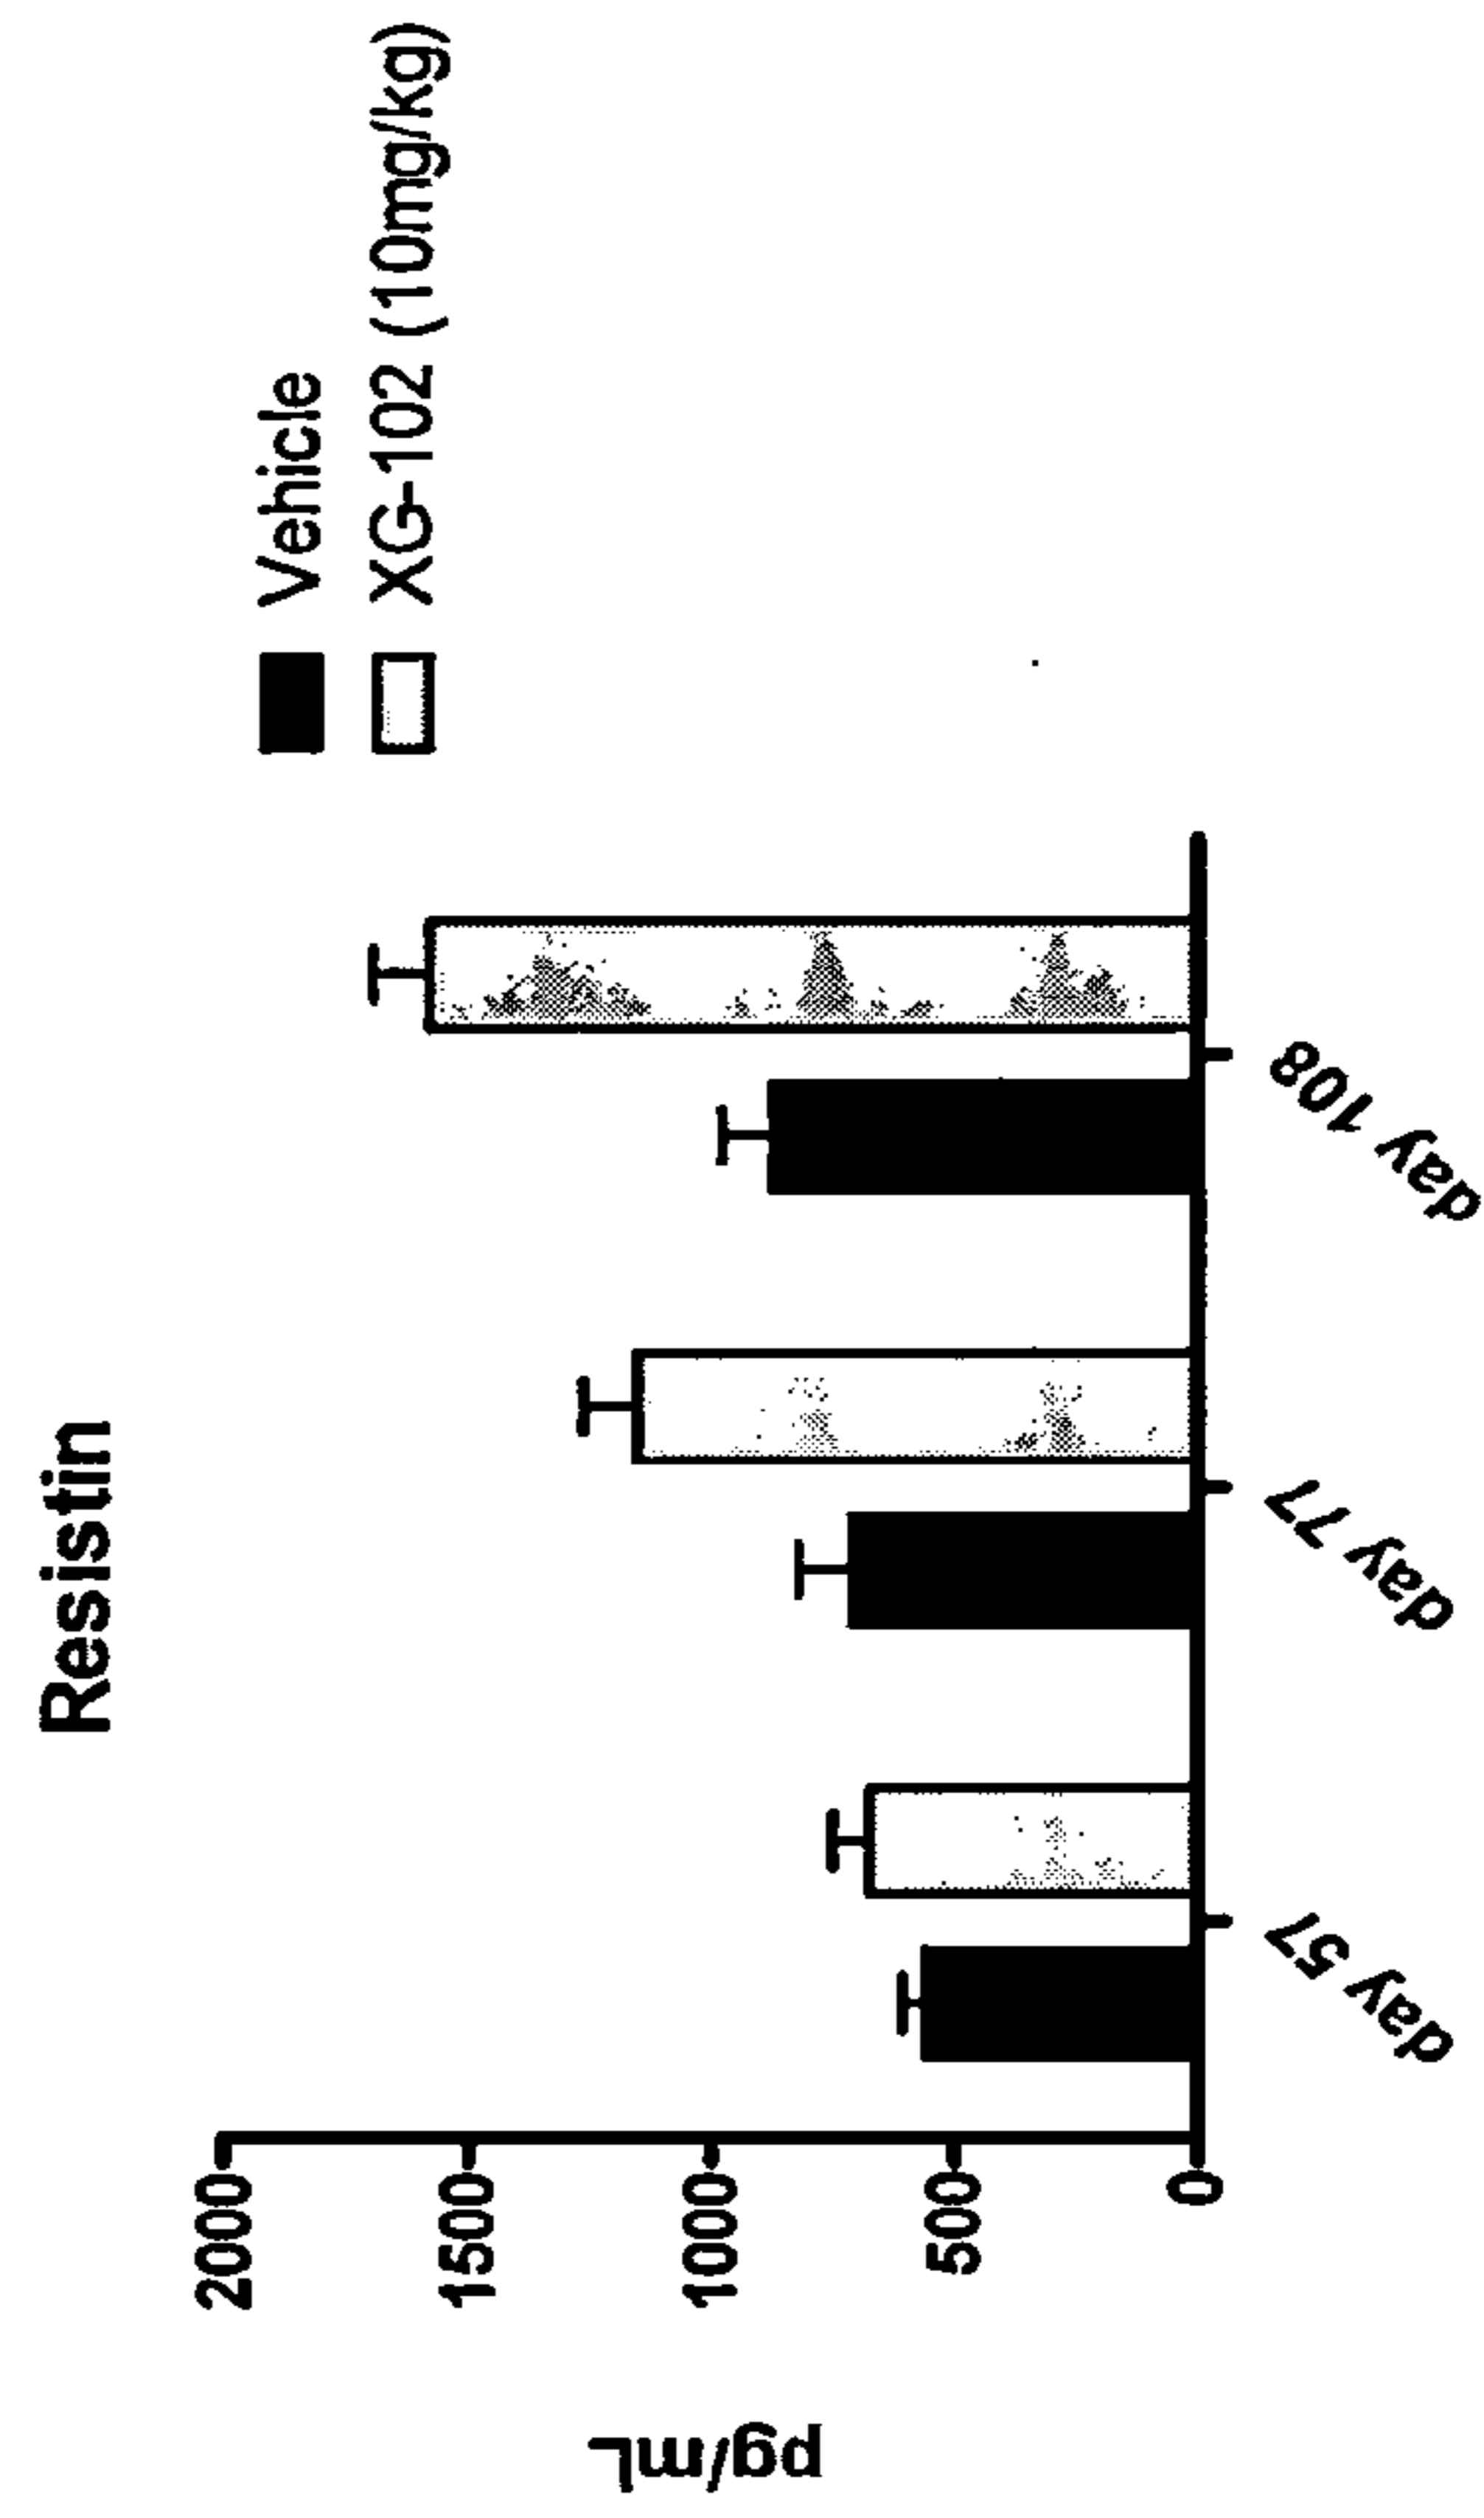 Resistin
Vehicle
XG-102 (10mg/kg)
pg/mL
2000
1500
1000
500
0
day 57
day 77
day 108